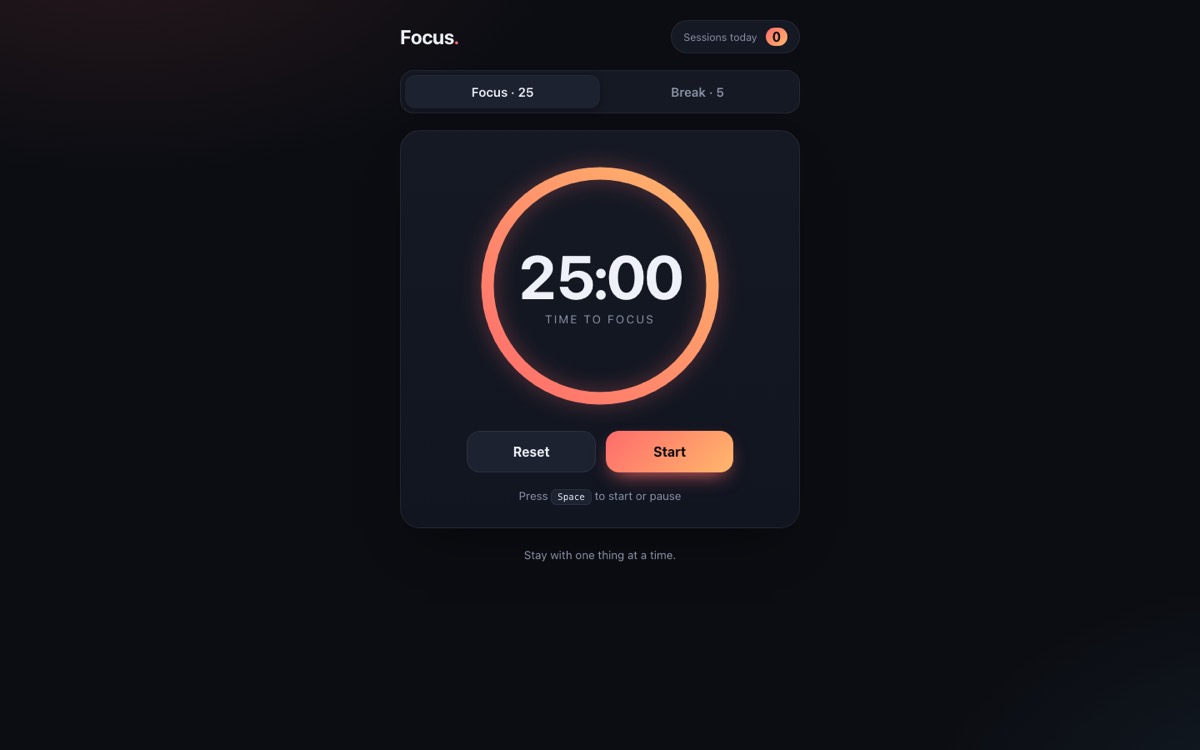 Focus.
Sessions today 0
Focus · 25
Break · 5
25:00
TIME TO FOCUS
Reset
Start
Press Space to start or pause
Stay with one thing at a time.